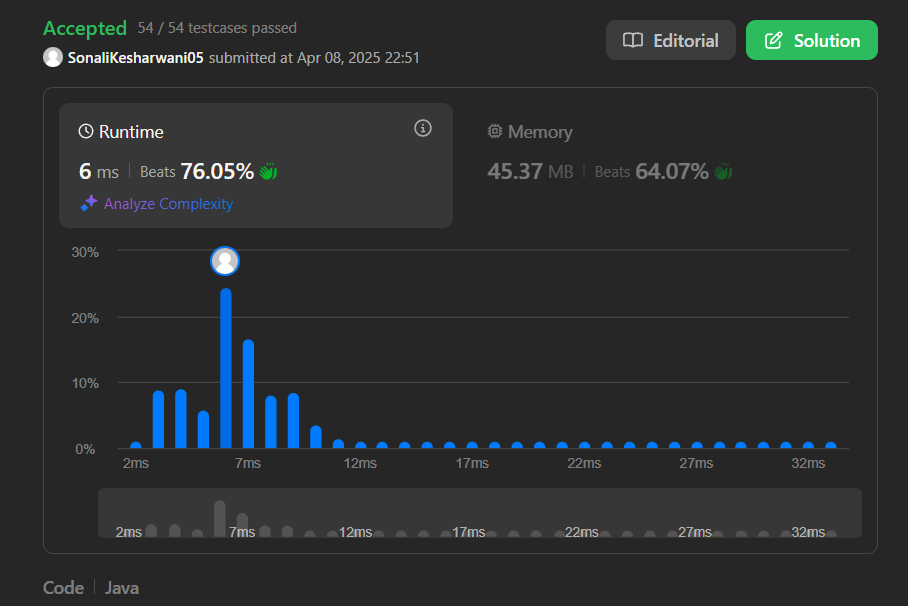 Accepted 54 / 54 testcases passed
SonaliKesharwani05 submitted at Apr 08, 2025 22:51
Editorial
Solution
Runtime
6 ms Beats 76.05%
Analyze Complexity
Memory
45.37 MB Beats 64.07%
30%
20%
10%
0%
2ms 7ms 12ms 17ms 22ms 27ms 32ms
2ms 7ms 12ms 17ms 22ms 27ms 32ms
Code Java